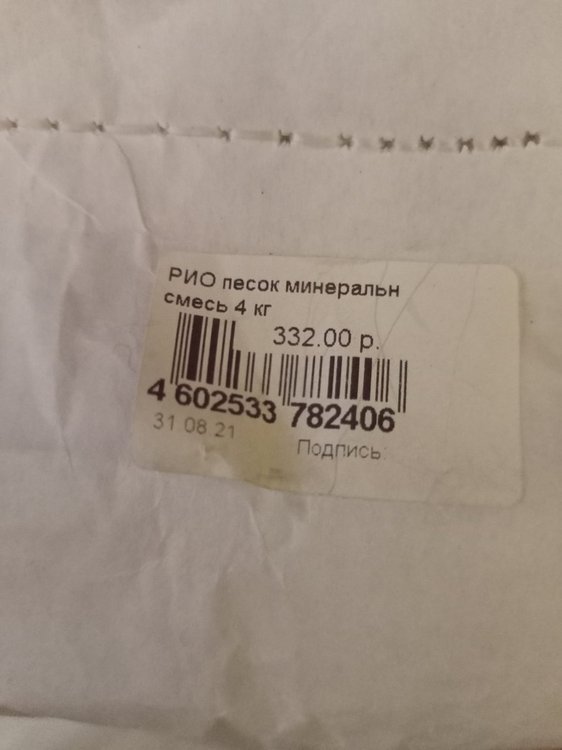 РИО песок минеральн
смесь 4 кг
332.00 р.
4 602533 782406
31 08 21
Подпись: